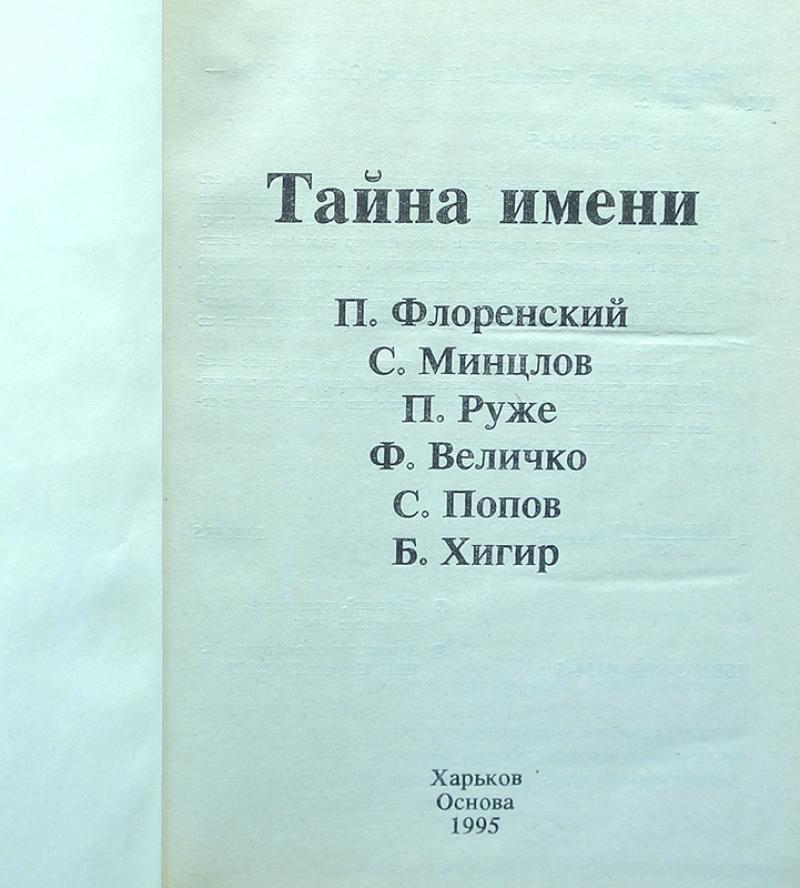 Тайна имени
П. Флоренский
С. Минцлов
П. Руже
Ф. Величко
С. Попов
Б. Хигир
Харьков
Основа
1995